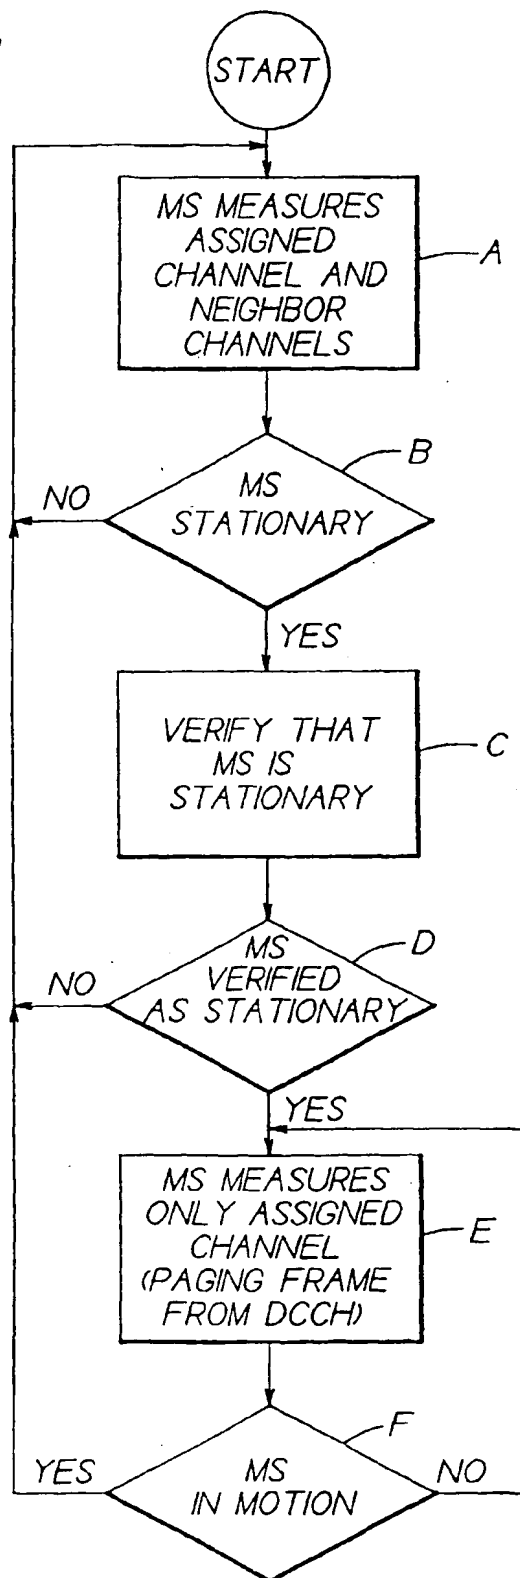 START
MS MEASURES
ASSIGNED
CHANNEL AND
NEIGHBOR
CHANNELS
A
B
MS
STATIONARY
NO
YES
VERIFY THAT
MS IS
STATIONARY
C
D
MS
VERIFIED
AS STATIONARY
NO
YES
MS MEASURES
ONLY ASSIGNED
CHANNEL
(PAGING FRAME
FROM DCCH)
E
F
YES
MS
IN MOTION
NO